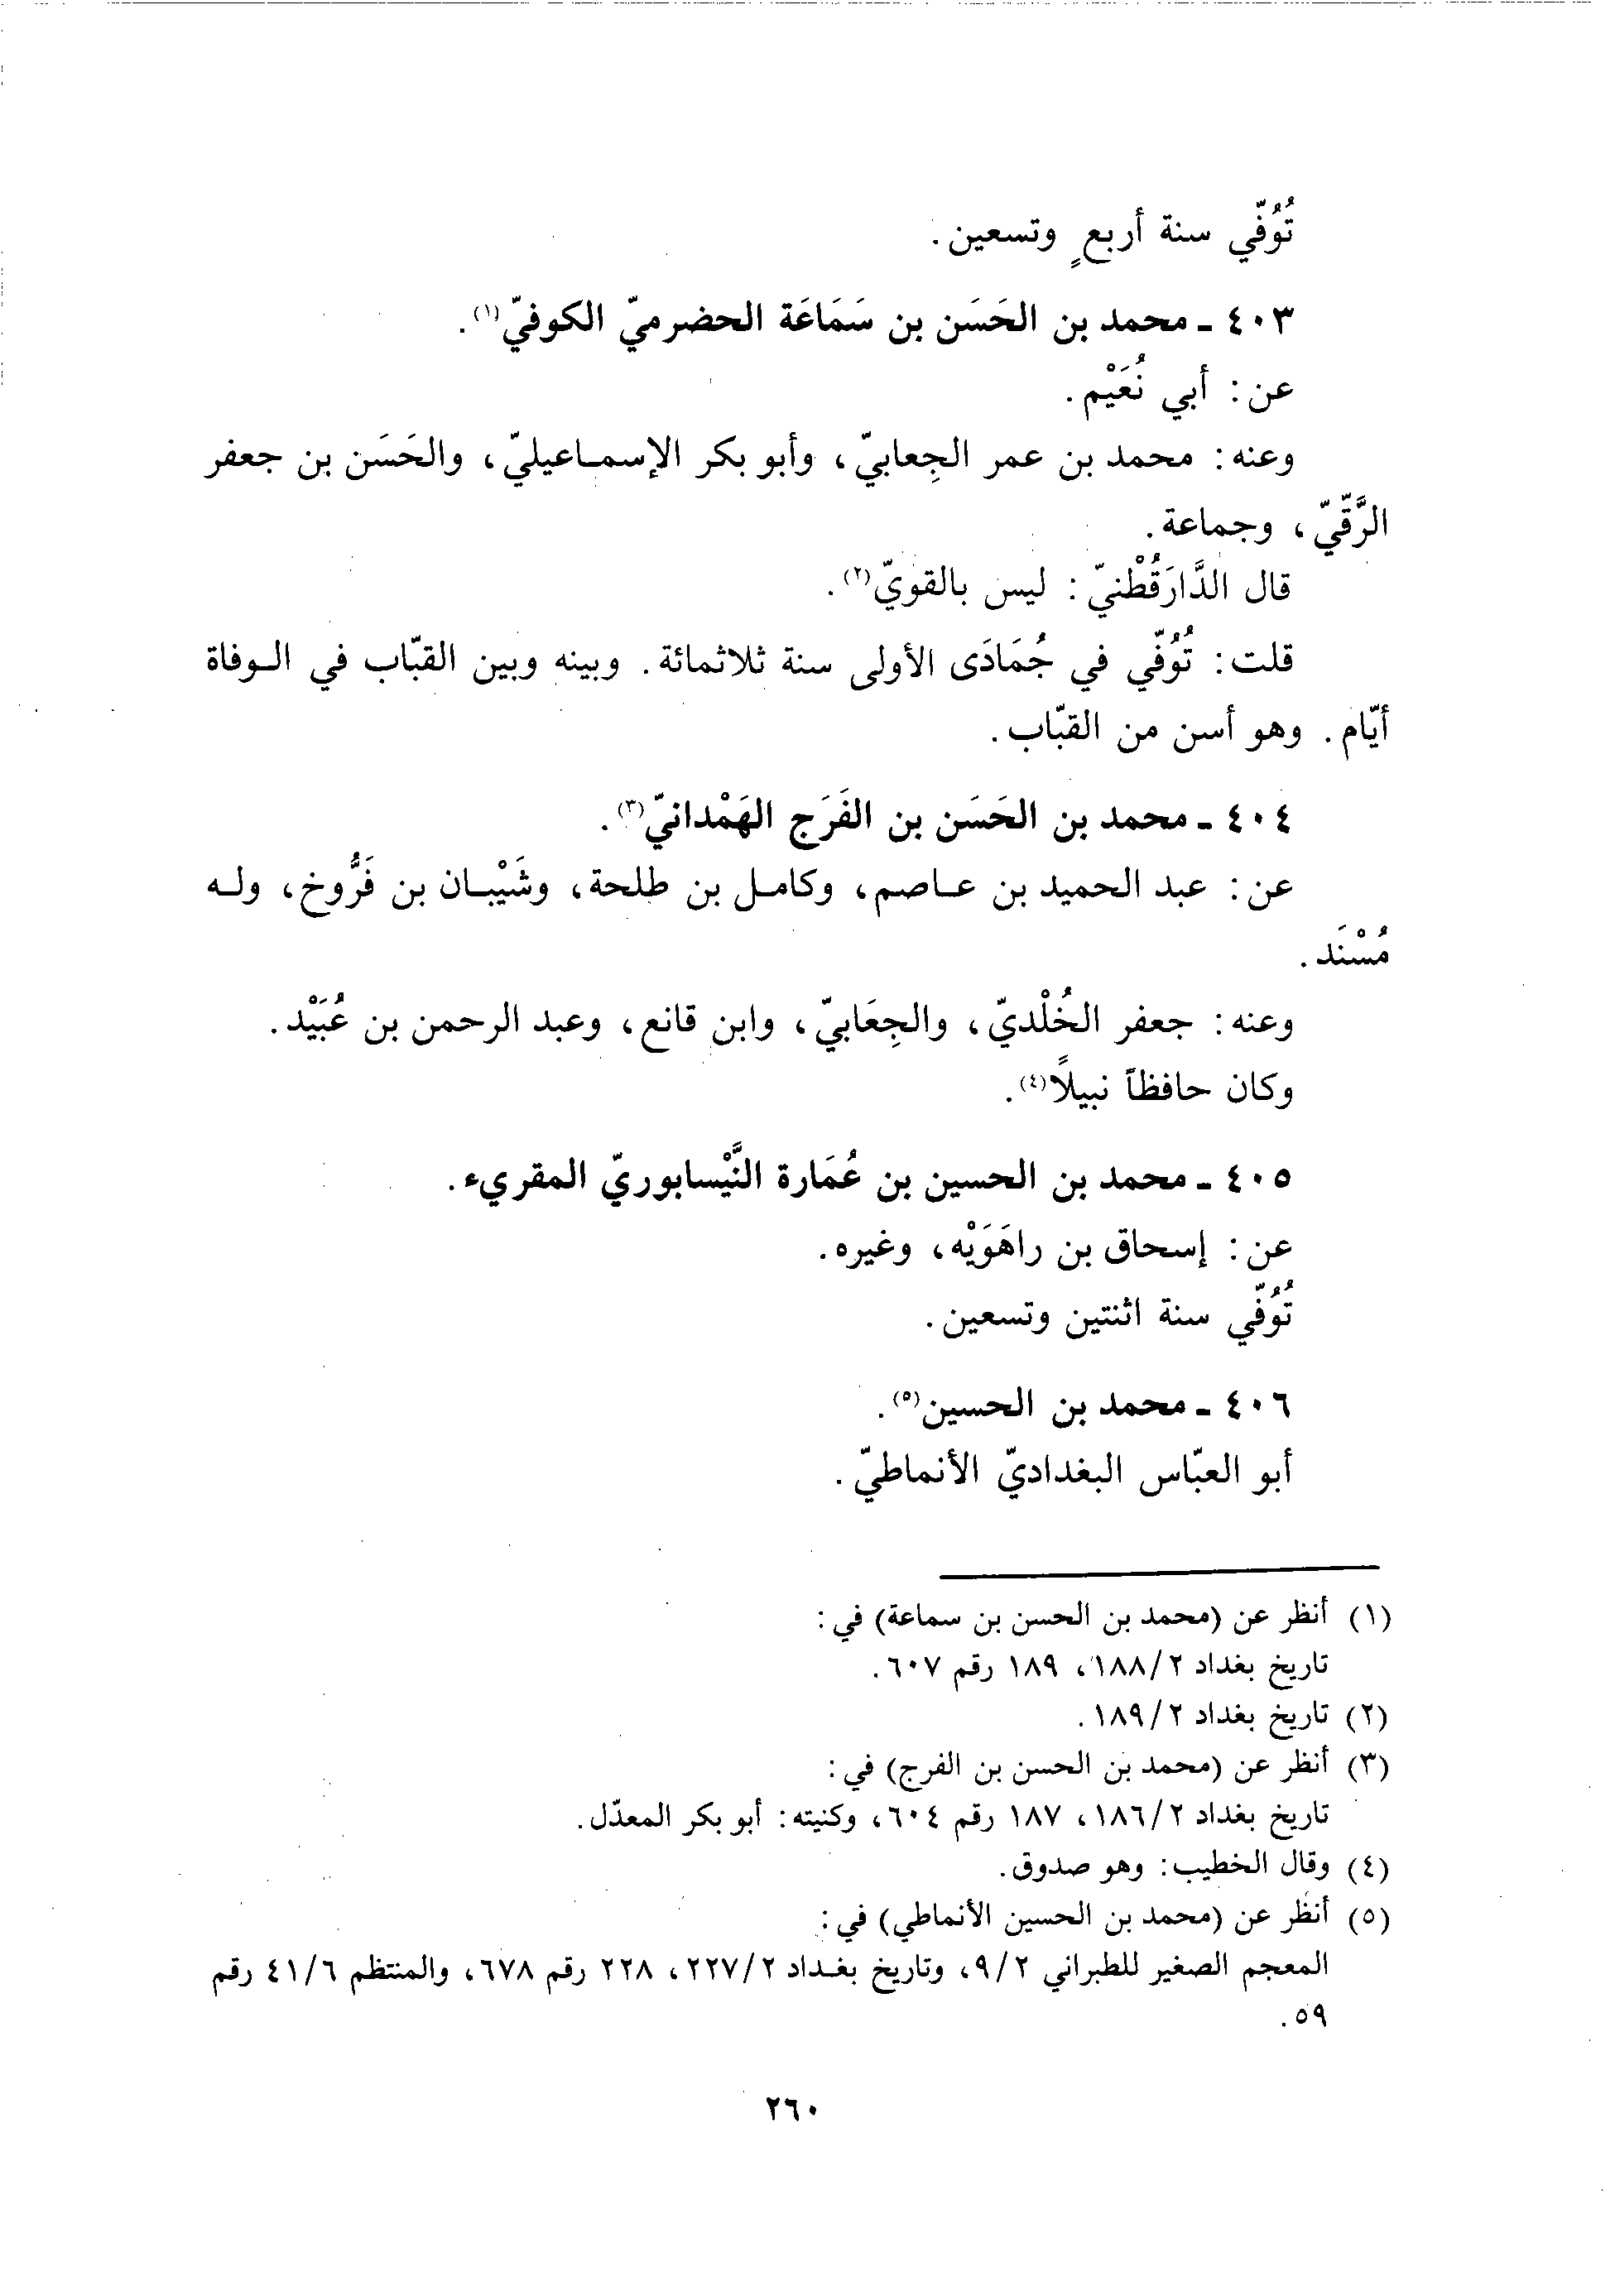 تُوُفّي سنة أربعٍ وتسعين.
٤٠٣ ـ محمد بن الحَسَن بن سَمَاعَة الحضرميّ الكوفيّ(١).
عن: أبي نُعَيْم.
وعنه: محمد بن عمر الجِعابيّ، وأبو بكر الإسماعيليّ، والحَسَن بن جعفر
الرَّقّيّ، وجماعة.
قال الدَّارَقُطْنيّ: ليس بالقويّ(٢).
قلت: تُوُفّي في جُمَادَى الأولى سنة ثلاثمائة. وبينه وبين القبّاب في الوفاة
أيّام. وهو أسن من القبّاب.
٤٠٤ ـ محمد بن الحَسَن بن الفَرَج الهَمْدانيّ(٣).
عن: عبد الحميد بن عاصم، وكامل بن طلحة، وشَيْبان بن فَرُّوخ، وله
مُسْنَد.
وعنه: جعفر الخُلْديّ، والجِعَابيّ، وابن قانع، وعبد الرحمن بن عُبَيْد.
وكان حافظاً نبيلاً(٤).
٤٠٥ ـ محمد بن الحسين بن عُمَارة النَّيْسابوريّ المقريء.
عن: إسحاق بن راهَوَيْه، وغيره.
تُوُفّي سنة اثنتين وتسعين.
٤٠٦ ـ محمد بن الحسين(٥).
أبو العبّاس البغداديّ الأنماطيّ.
(١) أنظر عن (محمد بن الحسن بن سماعة) في:
تاريخ بغداد ١٨٨/٢، ١٨٩ رقم ٦٠٧.
(٢) تاريخ بغداد ١٨٩/٢.
(٣) أنظر عن (محمد بن الحسن بن الفرج) في:
تاريخ بغداد ١٨٦/٢، ١٨٧ رقم ٦٠٤، وكنيته: أبو بكر المعدّل.
(٤) وقال الخطيب: وهو صدوق.
(٥) أنظر عن (محمد بن الحسين الأنماطي) في:
المعجم الصغير للطبراني ٩/٢، وتاريخ بغداد ٢٢٧/٢، ٢٢٨ رقم ٦٧٨، والمنتظم ٤١/٦ رقم
٥٩.
٢٦٠